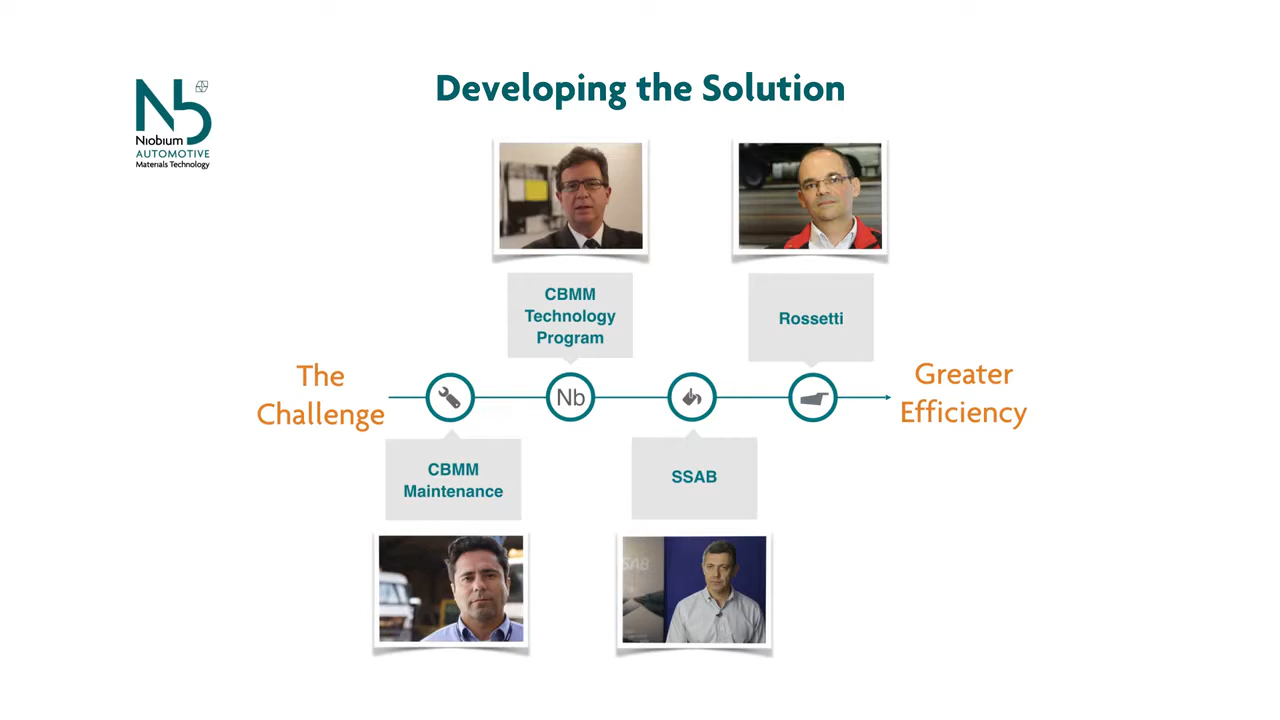 Developing the Solution
Nb
Niobium
AUTOMOTIVE
Materials Technology
CBMM
Technology
Program
Rossetti
The
Challenge
Nb
Greater
Efficiency
CBMM
Maintenance
SSAB
SAB